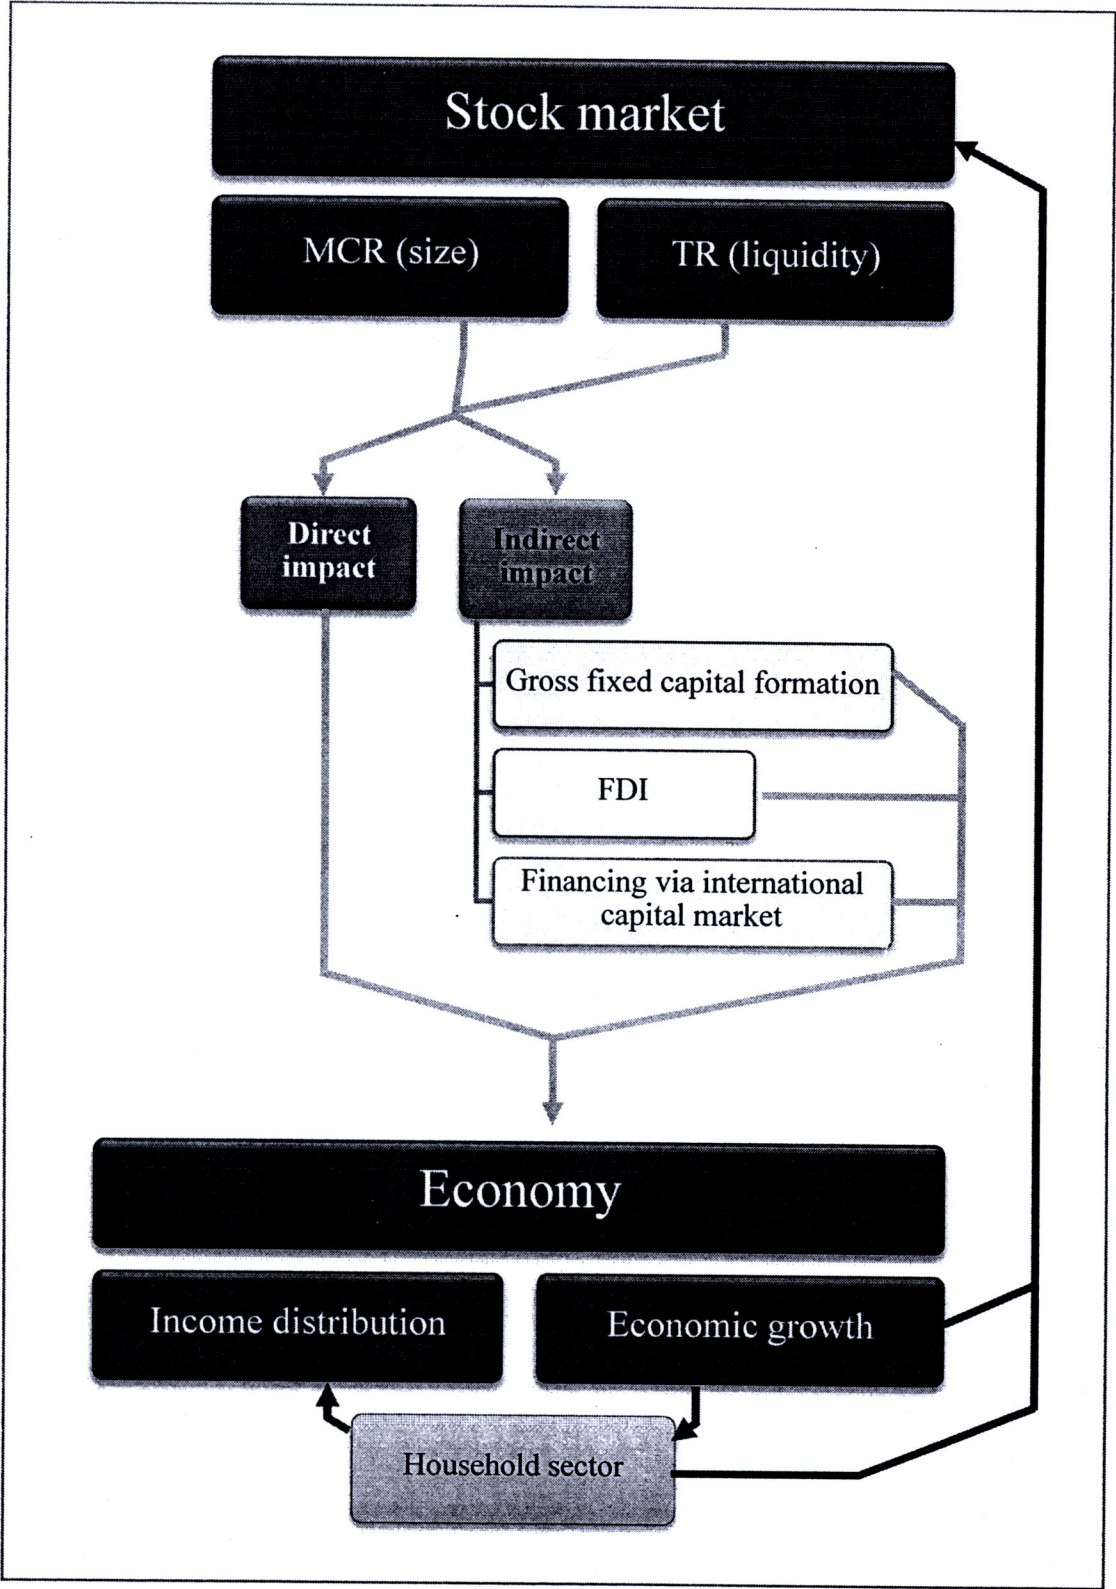 Stock market
MCR (size)
TR (liquidity)
Direct
impact
Indirect
impact
Gross fixed capital formation
FDI
Financing via international
capital market
Economy
Income distribution
Economic growth
Household sector